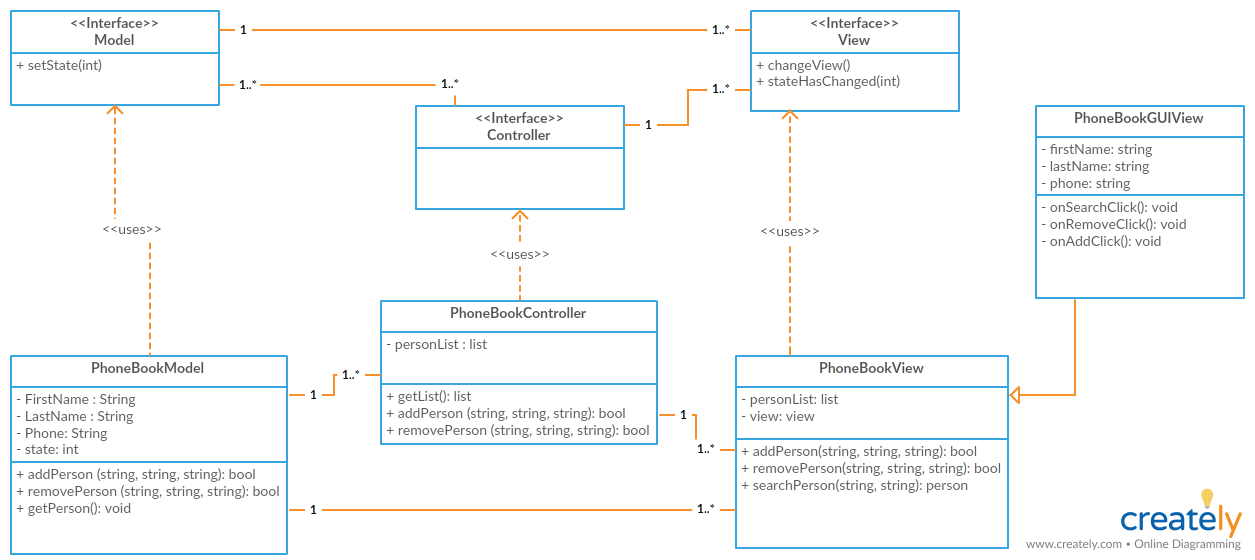 <<Interface>>
Model
+ setState(int)
1
1..*
<<Interface>>
View
+ changeView()
+ stateHasChanged(int)
1..*
1..*
<<Interface>>
Controller
1
1..*
PhoneBookGUIView
- firstName: string
- lastName: string
- phone: string
- onSearchClick(): void
- onRemoveClick(): void
- onAddClick(): void
<<uses>>
<<uses>>
<<uses>>
PhoneBookModel
- FirstName : String
- LastName : String
- Phone: String
- state: int
+ addPerson (string, string, string): bool
+ removePerson (string, string, string): bool
+ getPerson(): void
1
1..*
PhoneBookController
- personList : list
+ getList(): list
+ addPerson (string, string, string): bool
+ removePerson (string, string, string): bool
1
1..*
PhoneBookView
- personList: list
- view: view
+ addPerson(string, string, string): bool
+ removePerson(string, string, string): bool
+ searchPerson(string, string): person
1
1..*
creately
www.creately.com • Online Diagramming